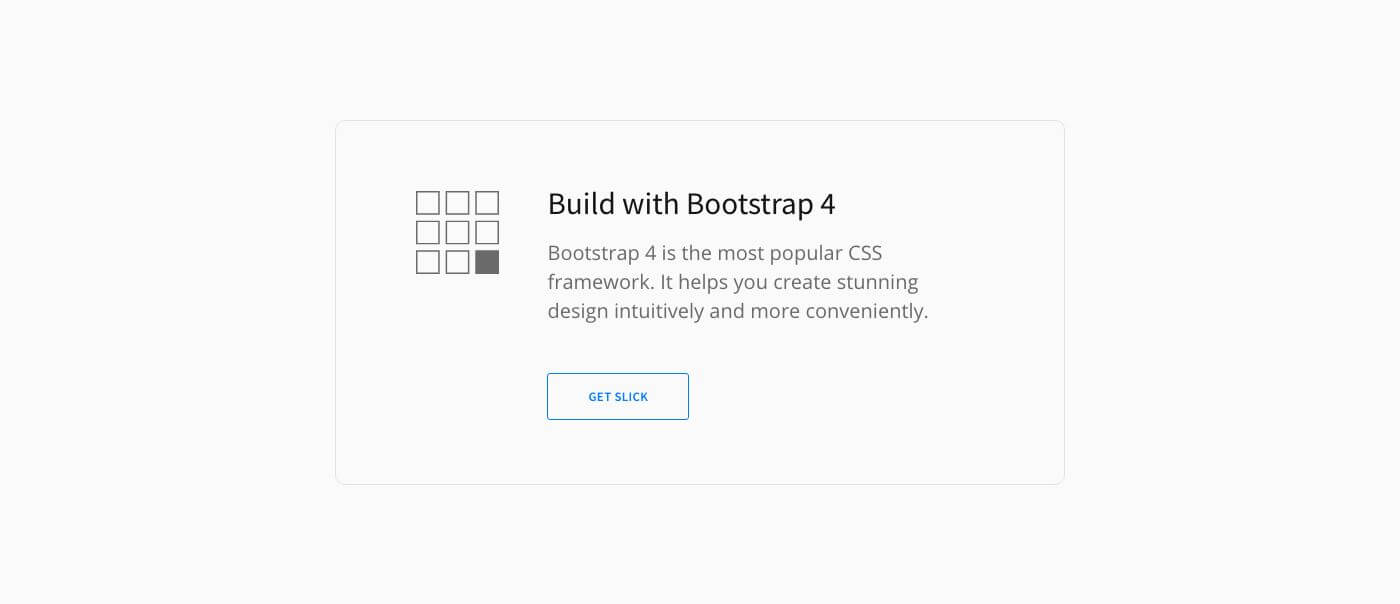 Build with Bootstrap 4
Bootstrap 4 is the most popular CSS
framework. It helps you create stunning
design intuitively and more conveniently.
GET SLICK